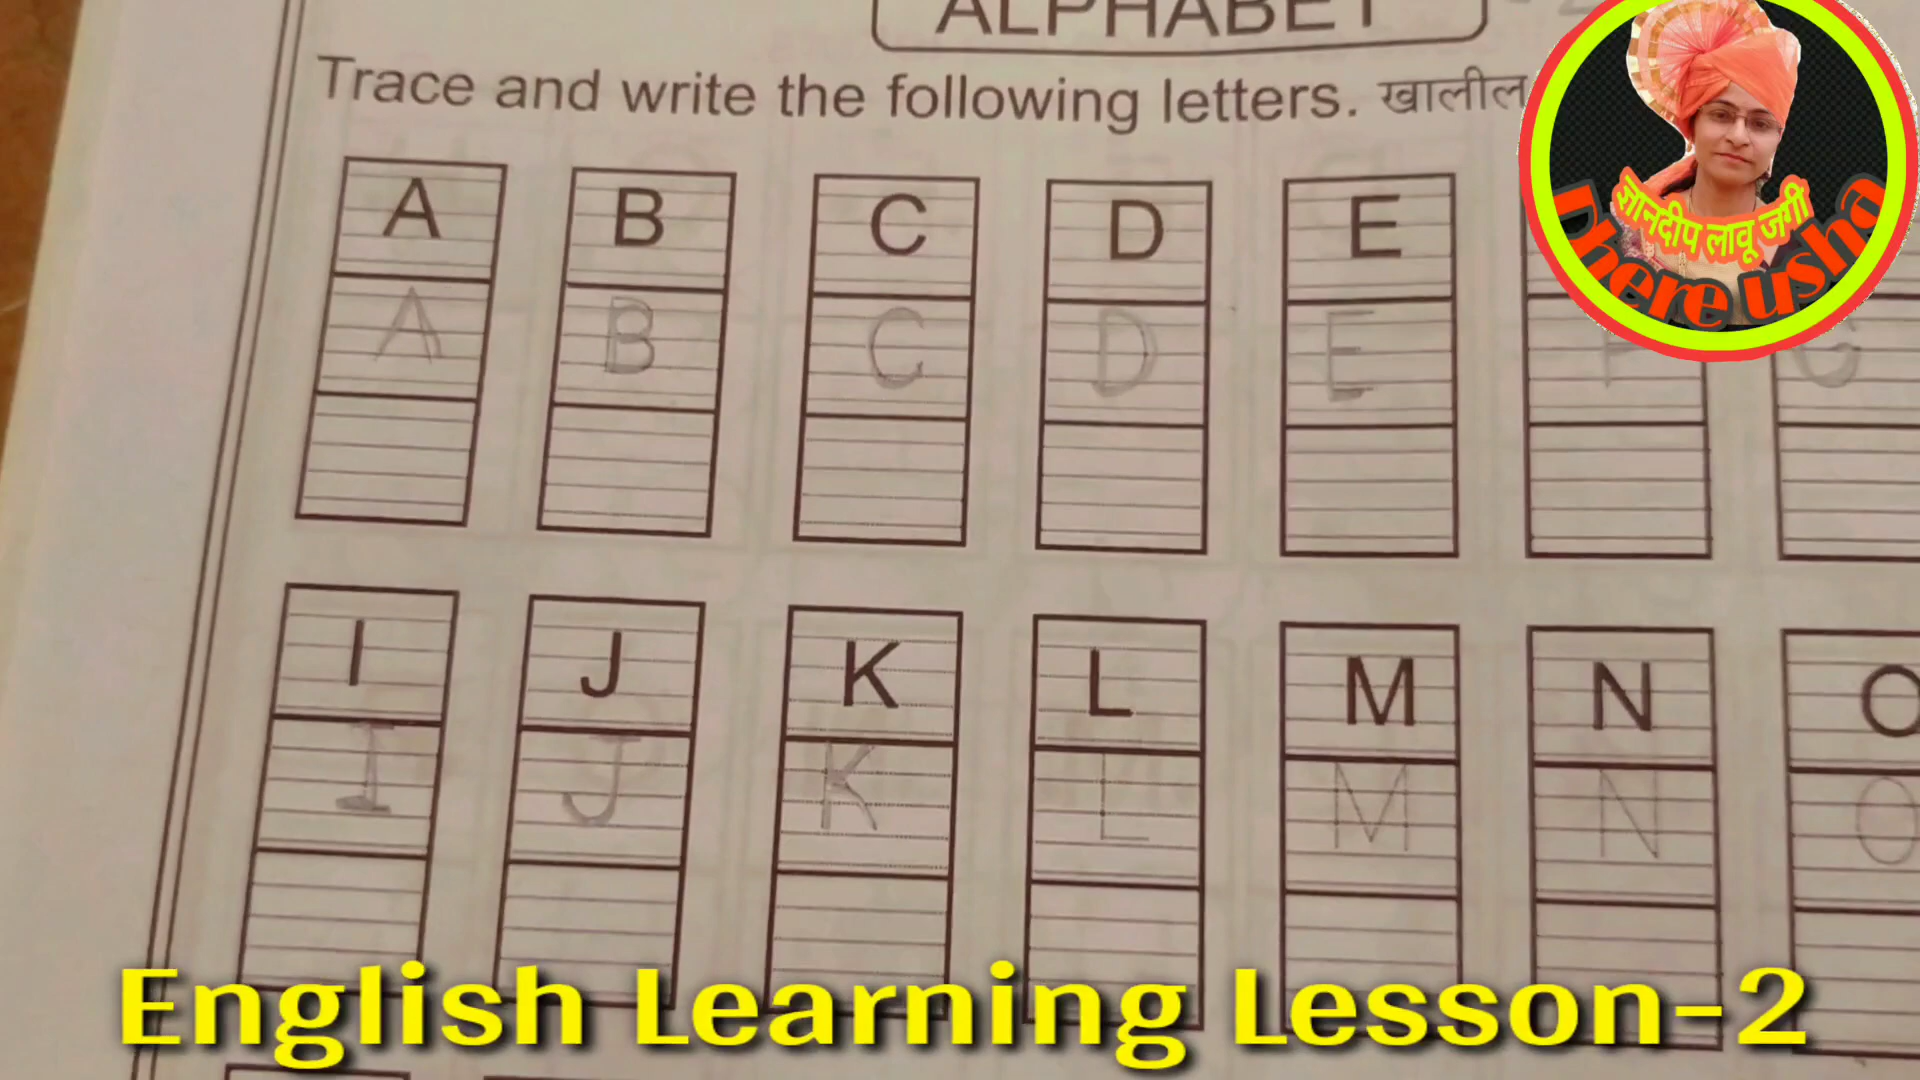 ALPHABET
Trace and write the following letters. खालील
A B C D E
A B C D E F G
I J K L M N O
I J K L M N O
ज्ञानदीप लावू जगी
Dhere usha
English Learning Lesson-2